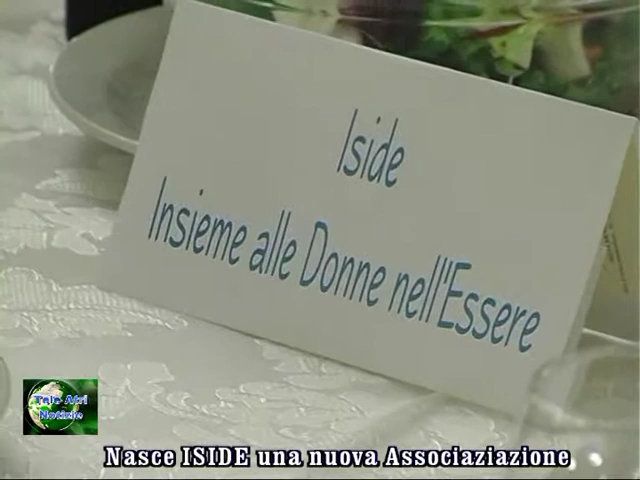 Iside
Insieme alle Donne nell'Essere
Tele Atri
Notizie
Nasce ISIDE una nuova Associaziazione